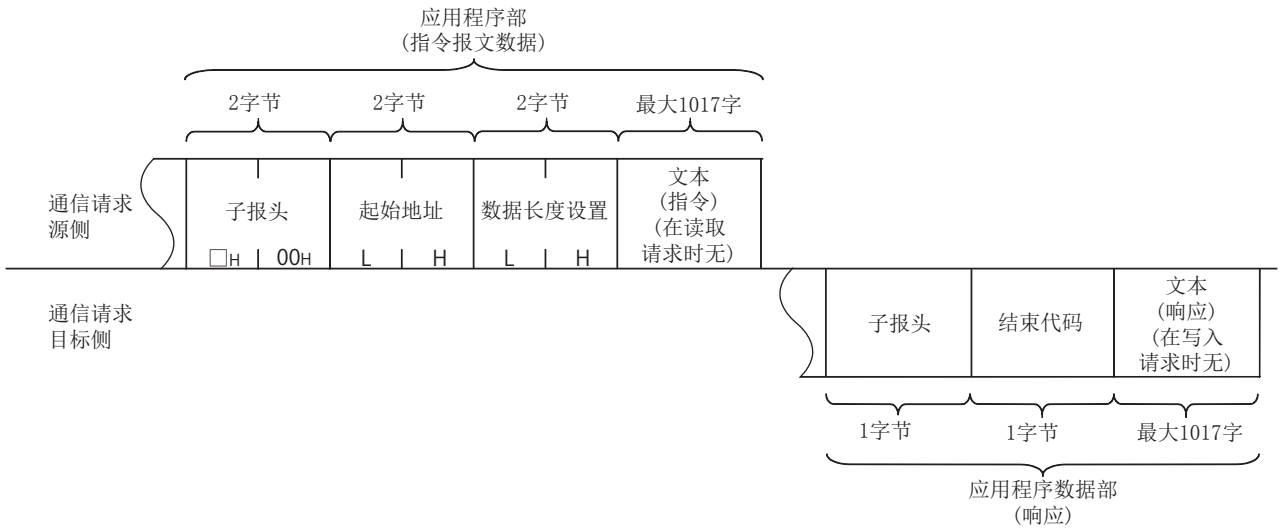 应用程序部
(指令报文数据)
2字节 2字节 2字节 最大1017字
通信请求
源侧
子报头
□H 00H
起始地址
L H
数据长度设置
L H
文本
(指令)
(在读取
请求时无)
通信请求
目标侧
子报头
结束代码
文本
(响应)
(在写入
请求时无)
1字节 1字节 最大1017字
应用程序数据部
(响应)